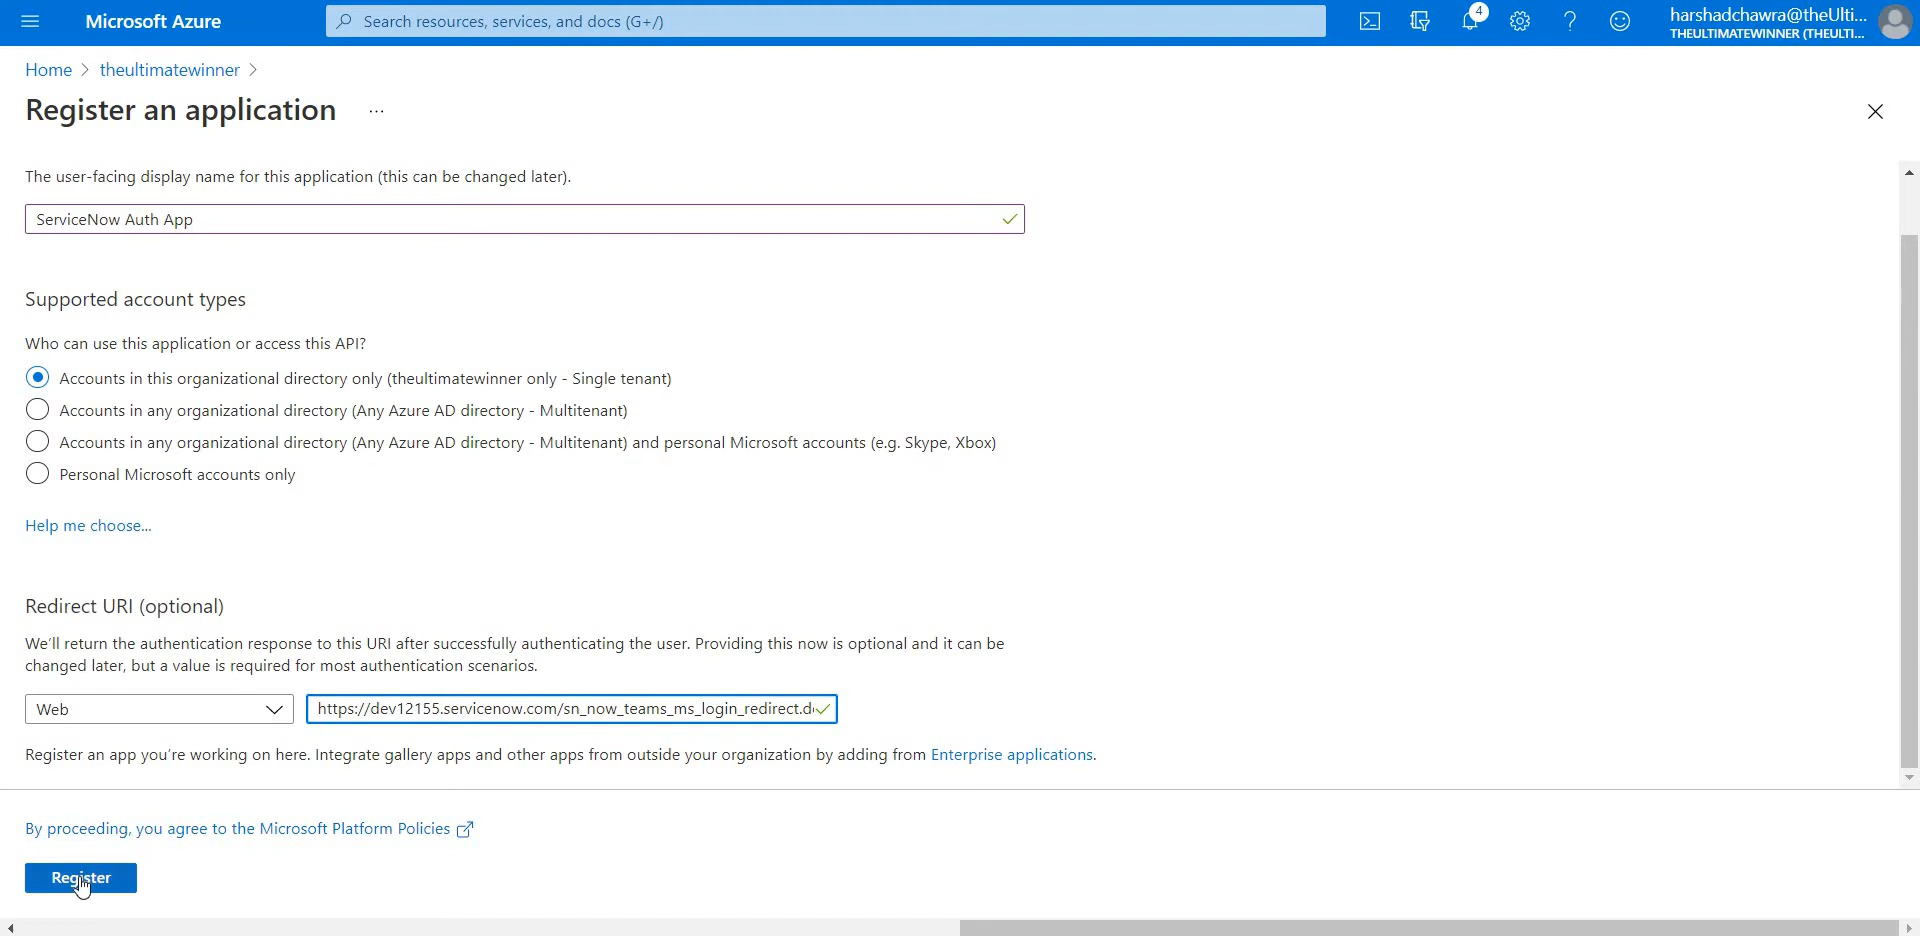 Microsoft Azure
Search resources, services, and docs (G+/)
4
harshadchawra@theUlti...
THEULTIMATEWINNER (THEULTI...
Home > theultimatewinner >
Register an application ...
The user-facing display name for this application (this can be changed later).
ServiceNow Auth App
Supported account types
Who can use this application or access this API?
Accounts in this organizational directory only (theultimatewinner only - Single tenant)
Accounts in any organizational directory (Any Azure AD directory - Multitenant)
Accounts in any organizational directory (Any Azure AD directory - Multitenant) and personal Microsoft accounts (e.g. Skype, Xbox)
Personal Microsoft accounts only
Help me choose...
Redirect URI (optional)
We'll return the authentication response to this URI after successfully authenticating the user. Providing this now is optional and it can be
changed later, but a value is required for most authentication scenarios.
Web
https://dev12155.servicenow.com/sn_now_teams_ms_login_redirect.d
Register an app you're working on here. Integrate gallery apps and other apps from outside your organization by adding from Enterprise applications.
By proceeding, you agree to the Microsoft Platform Policies
Register